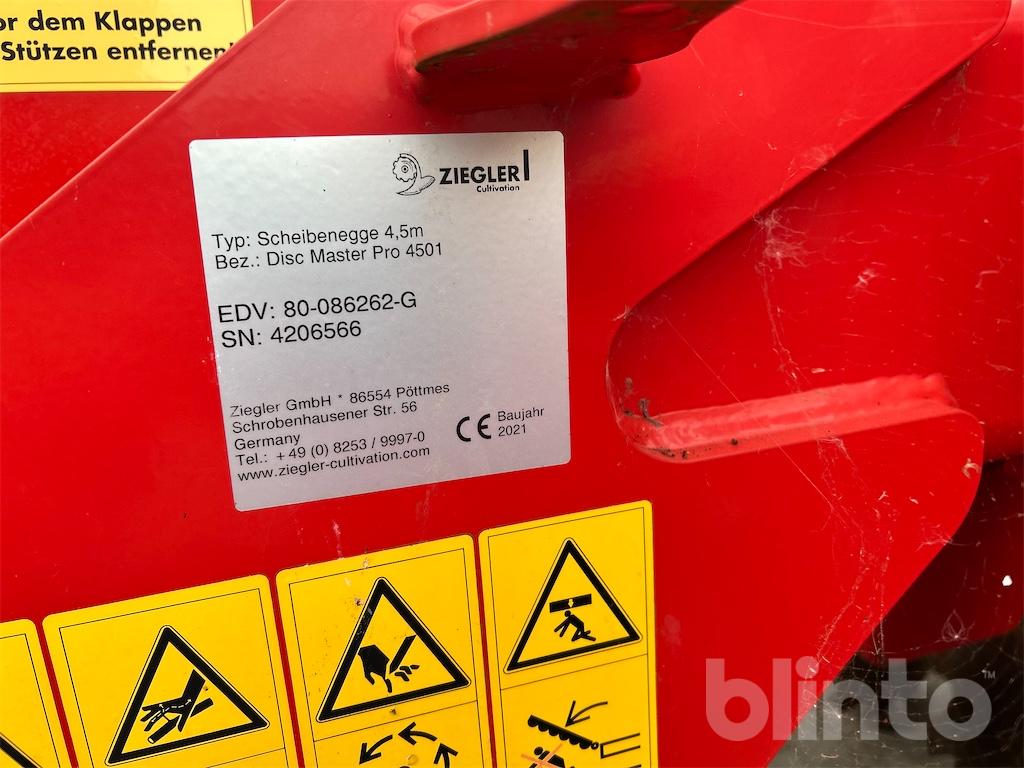 or dem Klappen
Stützen entfernen!
ZIEGLER
Cultivation
Typ: Scheibenegge 4,5m
Bez.: Disc Master Pro 4501
EDV: 80-086262-G
SN: 4206566
Ziegler GmbH * 86554 Pöttmes
Schrobenhausener Str. 56
Germany
Tel.: +49 (0) 8253 / 9997-0
www.ziegler-cultivation.com
CE
Baujahr
2021
blinto™